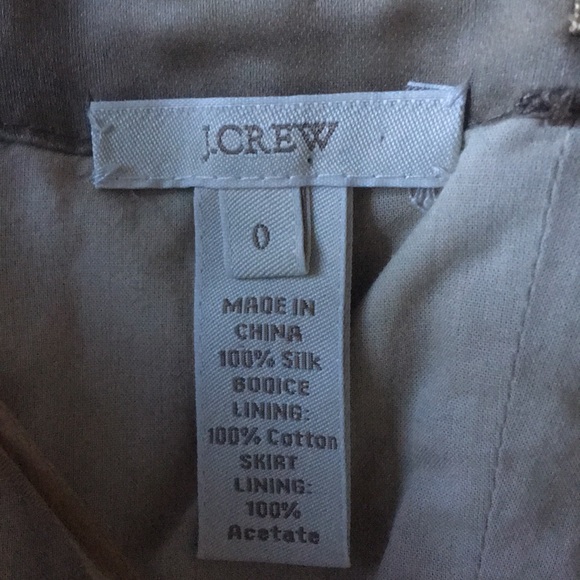 J.CREW
0
MADE IN
CHINA
100% Silk
BODICE
LINING:
100% Cotton
SKIRT
LINING:
100%
Acetate